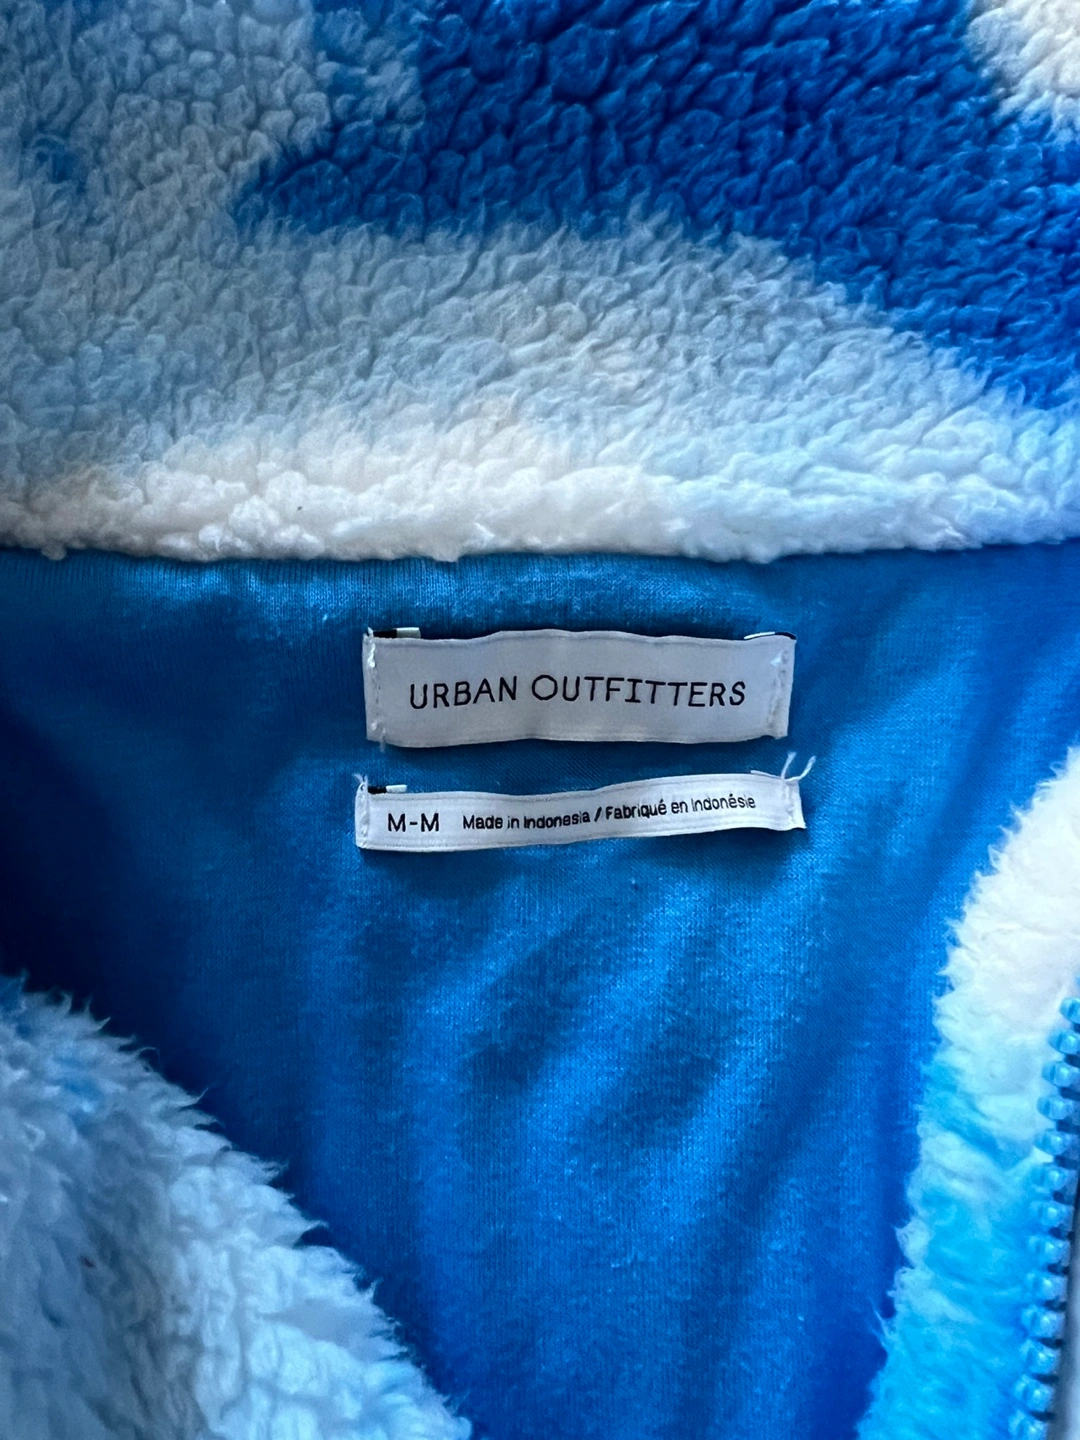 URBAN OUTFITTERS
M-M Made in Indonesia / Fabriqué en Indonésie